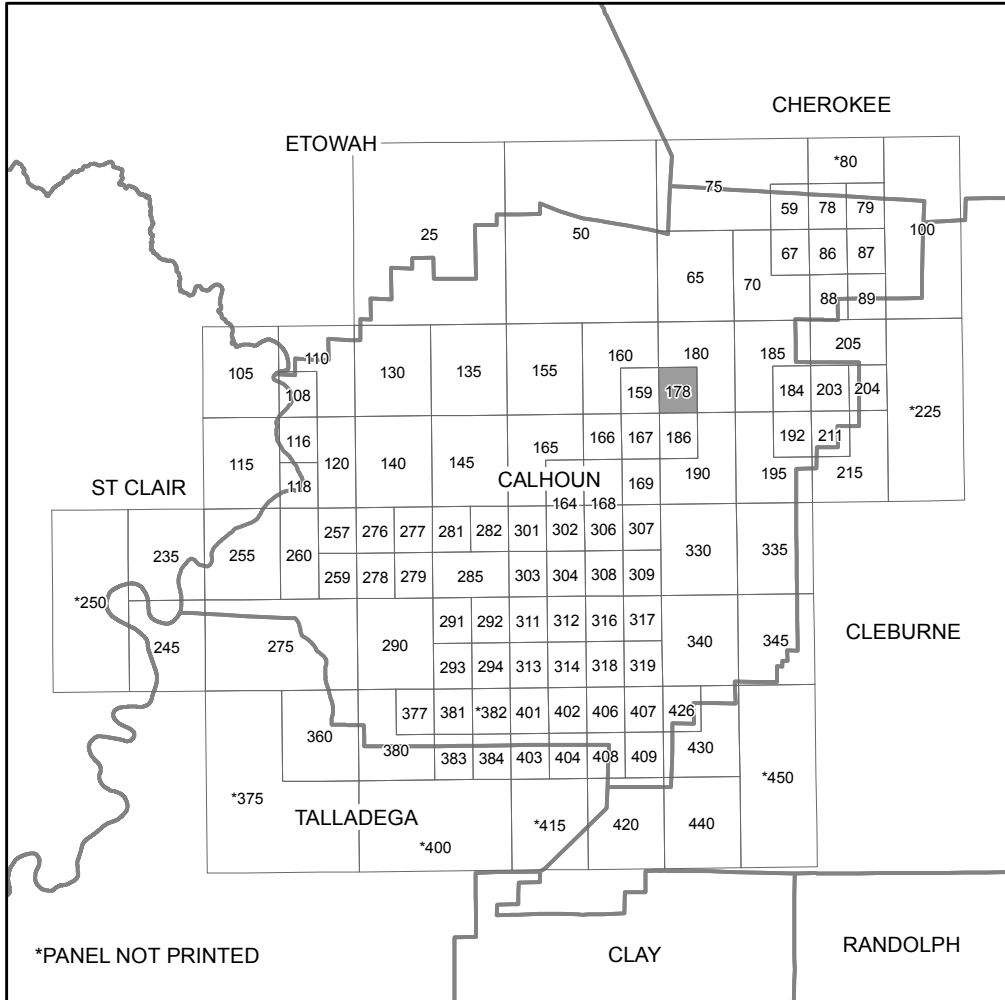 CHEROKEE
ETOWAH
*80
75
59 78 79
25 50 100
67 86 87
65 70
88 89
110 160 180 185 205
105 130 135 155
108 159 178 184 203 204
*225
116 165 166 167 186 192 211
115 120 140 145
CALHOUN 190 195 215
ST CLAIR 118 169
164 168
257 276 277 281 282 301 302 306 307
235 255 260 330 335
259 278 279 285 303 304 308 309
*250
291 292 311 312 316 317
245 275 290 340 345 CLEBURNE
293 294 313 314 318 319
377 381 *382 401 402 406 407 426
360 380 430
383 384 403 404 408 409
*450
*375
TALLADEGA *415 420 440
*400
*PANEL NOT PRINTED CLAY RANDOLPH